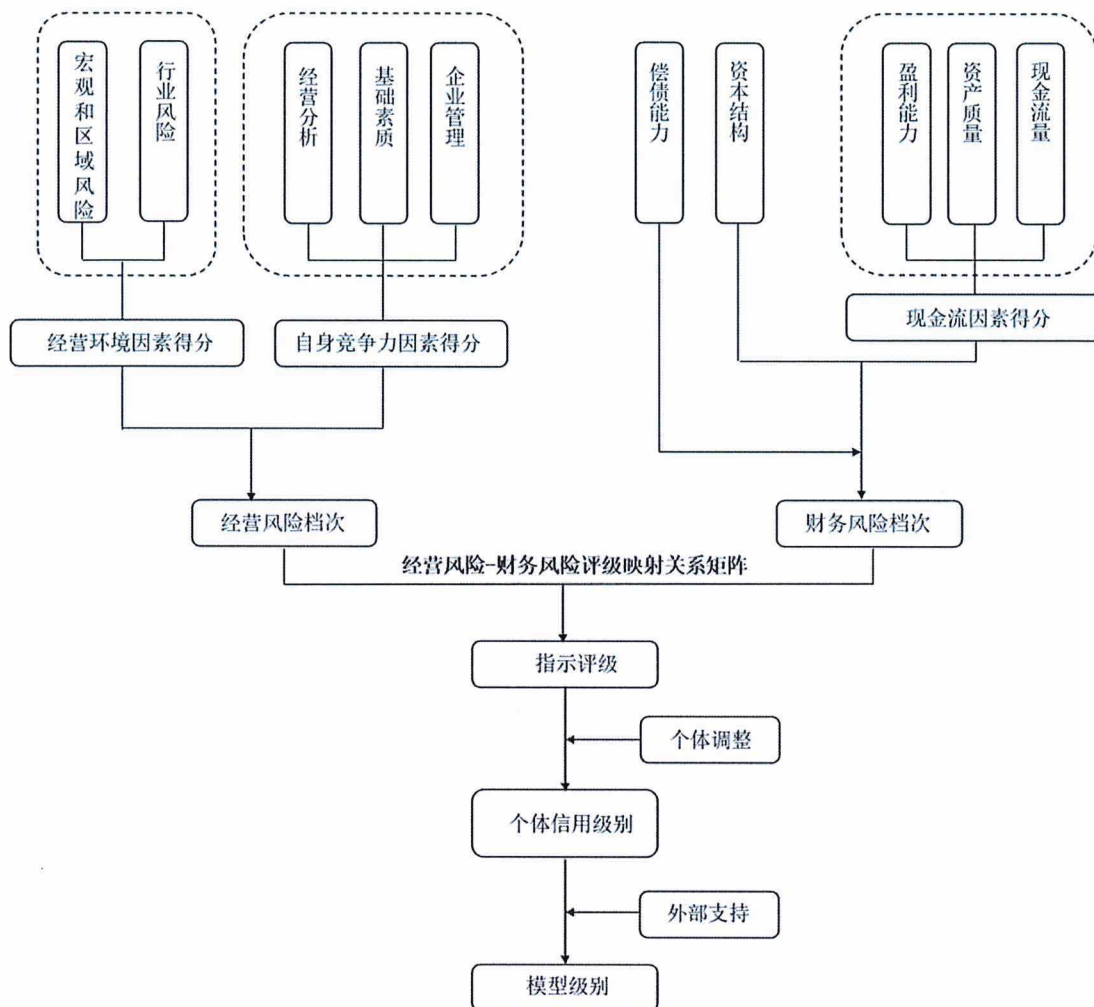 宏观和区域风险
行业风险
经营分析
基础素质
企业管理
偿债能力
资本结构
盈利能力
资产质量
现金流量
经营环境因素得分
自身竞争力因素得分
现金流因素得分
经营风险档次
财务风险档次
经营风险-财务风险评级映射关系矩阵
指示评级
个体调整
个体信用级别
外部支持
模型级别